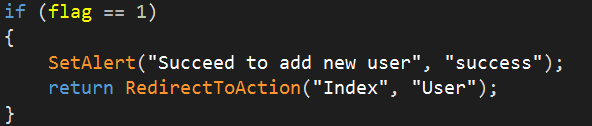 if (flag == 1)
{
    SetAlert("Succeed to add new user", "success");
    return RedirectToAction("Index", "User");
}